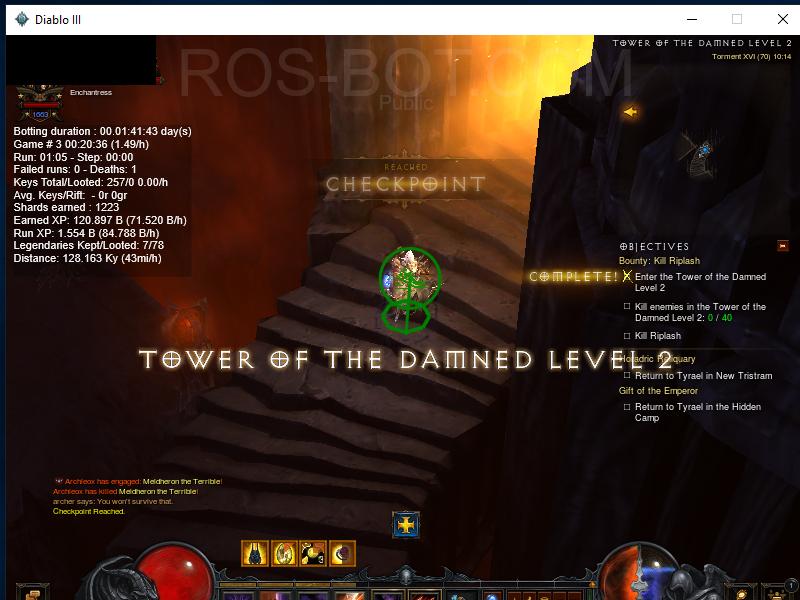 Diablo III
ROS-BOT.COM
Public
TOWER OF THE DAMNED LEVEL 2
Torment XVI (70) 10:14
Enchantress
1663
Botting duration : 00.01:41:43 day(s)
Game # 3 00:20:36 (1.49/h)
Run: 01:05 - Step: 00:00
Failed runs: 0 - Deaths: 1
Keys Total/Looted: 257/0 0.00/h
Avg. Keys/Rift:  - 0r 0gr
Shards earned : 1223
Earned XP: 120.897 B (71.520 B/h)
Run XP: 1.554 B (84.788 B/h)
Legendaries Kept/Looted: 7/78
Distance: 128.163 Ky (43mi/h)
REACHED
CHECKPOINT
OBJECTIVES
Bounty: Kill Riplash
COMPLETE!
Enter the Tower of the Damned
Level 2
Kill enemies in the Tower of the
Damned Level 2: 0 / 40
Kill Riplash
TOWER OF THE DAMNED LEVEL 2
Horadric Reliquary
Return to Tyrael in New Tristram
Gift of the Emperor
Return to Tyrael in the Hidden
Camp
Archleox has engaged: Meldheron the Terrible!
Archleox has killed Meldheron the Terrible!
archer says: You won't survive that.
Checkpoint Reached.
3
1